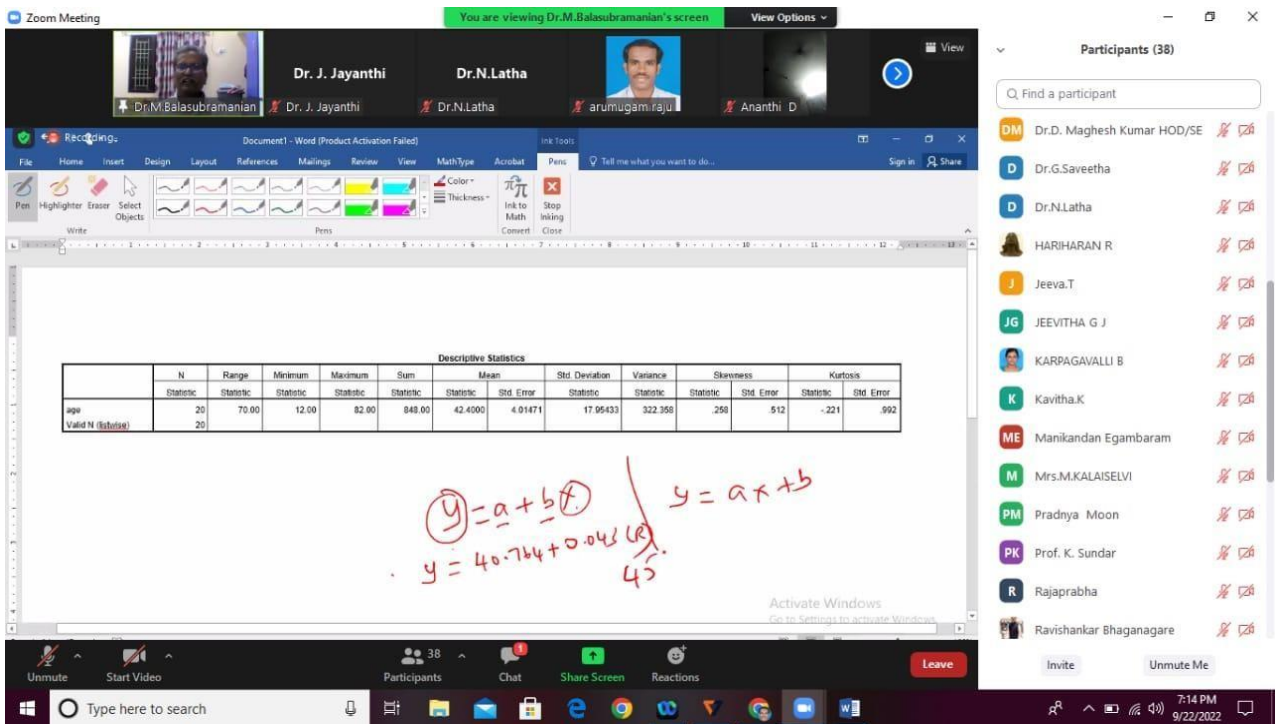 Zoom Meeting
You are viewing Dr.M.Balasubramanian's screen
View Options
Dr. J. Jayanthi
Dr.N.Latha
View
Dr.M.Balasubramanian
Dr. J. Jayanthi
Dr.N.Latha
arumugam raju
Ananthi D
Recording
Document1 - Word (Product Activation Failed)
Ink Tools
File Home Insert Design Layout References Mailings Review View MathType Acrobat Pens Tell me what you want to do... Sign in Share
Pen Highlighter Eraser Select Objects
Color
Thickness
Ink to Math
Stop Inking
Write Pens Convert Close
Descriptive Statistics
N Range Minimum Maximum Sum Mean Std. Deviation Variance Skewness Kurtosis
Statistic Statistic Statistic Statistic Statistic Statistic Std. Error Statistic Statistic Statistic Std. Error Statistic Std. Error
age 20 70.00 12.00 82.00 848.00 42.4000 4.01471 17.95433 322.358 .258 .512 -.221 .992
Valid N (listwise) 20
y = a + bx
y = ax + b
y = 40.764 + 0.045 (R)
45
Activate Windows
Go to Settings to activate Windows.
Participants (38)
Find a participant
DM Dr.D. Maghesh Kumar HOD/SE
D Dr.G.Saveetha
D Dr.N.Latha
HARIHARAN R
J Jeeva.T
JG JEEVITHA G J
KARPAGAVALLI B
K Kavitha.K
ME Manikandan Egambaram
M Mrs.M.KALAISELVI
PM Pradnya Moon
PK Prof. K. Sundar
R Rajaprabha
Ravishankar Bhaganagare
Invite
Unmute Me
Unmute
Start Video
38
Participants
1
Chat
Share Screen
Reactions
Leave
Type here to search
7:14 PM
9/22/2022